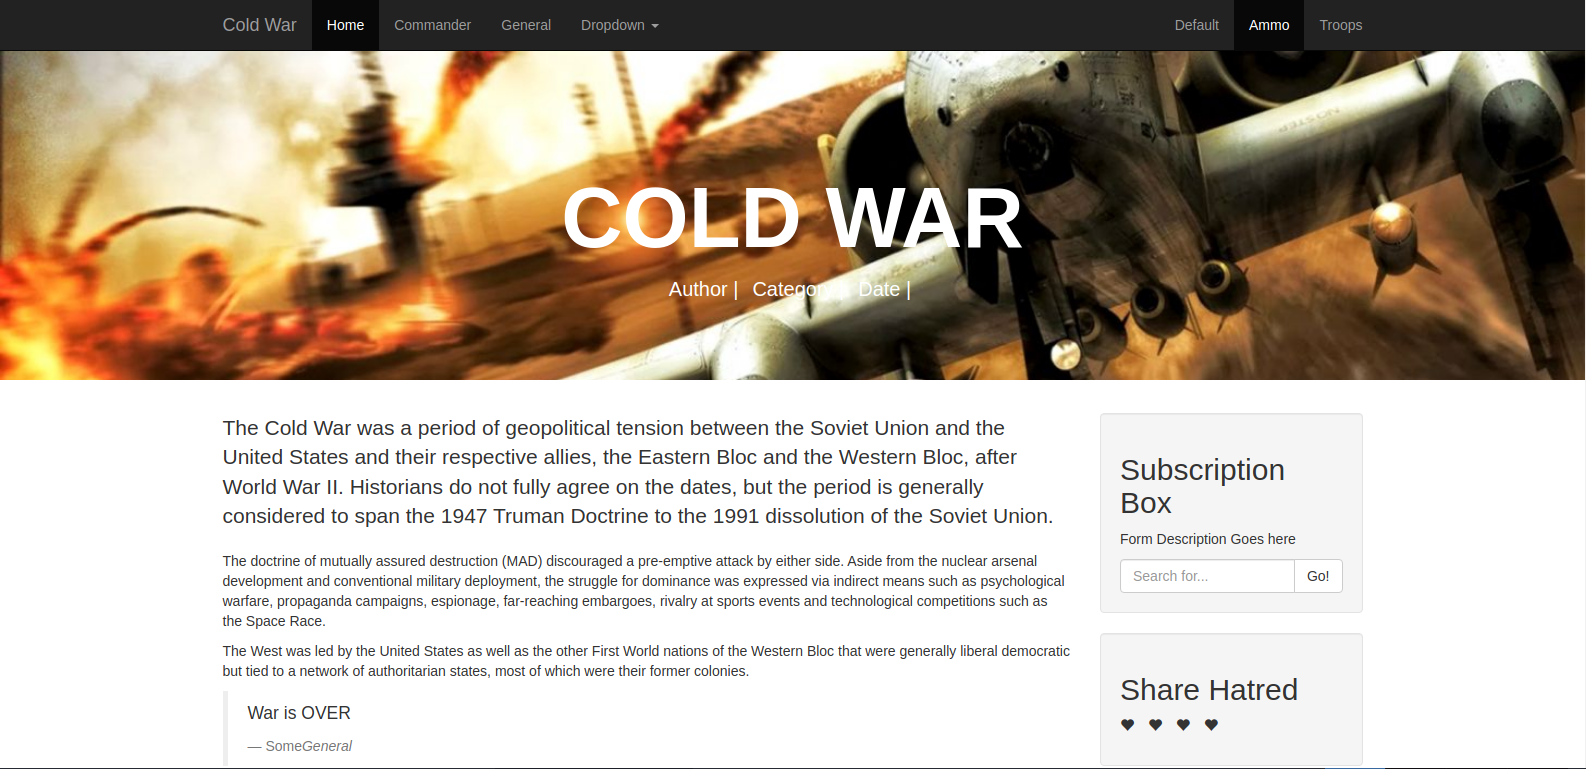 Cold War Home Commander General Dropdown Default Ammo Troops
NO STEP
COLD WAR
Author | Category | Date |
The Cold War was a period of geopolitical tension between the Soviet Union and the
United States and their respective allies, the Eastern Bloc and the Western Bloc, after
World War II. Historians do not fully agree on the dates, but the period is generally
considered to span the 1947 Truman Doctrine to the 1991 dissolution of the Soviet Union.
The doctrine of mutually assured destruction (MAD) discouraged a pre-emptive attack by either side. Aside from the nuclear arsenal
development and conventional military deployment, the struggle for dominance was expressed via indirect means such as psychological
warfare, propaganda campaigns, espionage, far-reaching embargoes, rivalry at sports events and technological competitions such as
the Space Race.
The West was led by the United States as well as the other First World nations of the Western Bloc that were generally liberal democratic
but tied to a network of authoritarian states, most of which were their former colonies.
War is OVER
— SomeGeneral
Subscription
Box
Form Description Goes here
Search for... Go!
Share Hatred